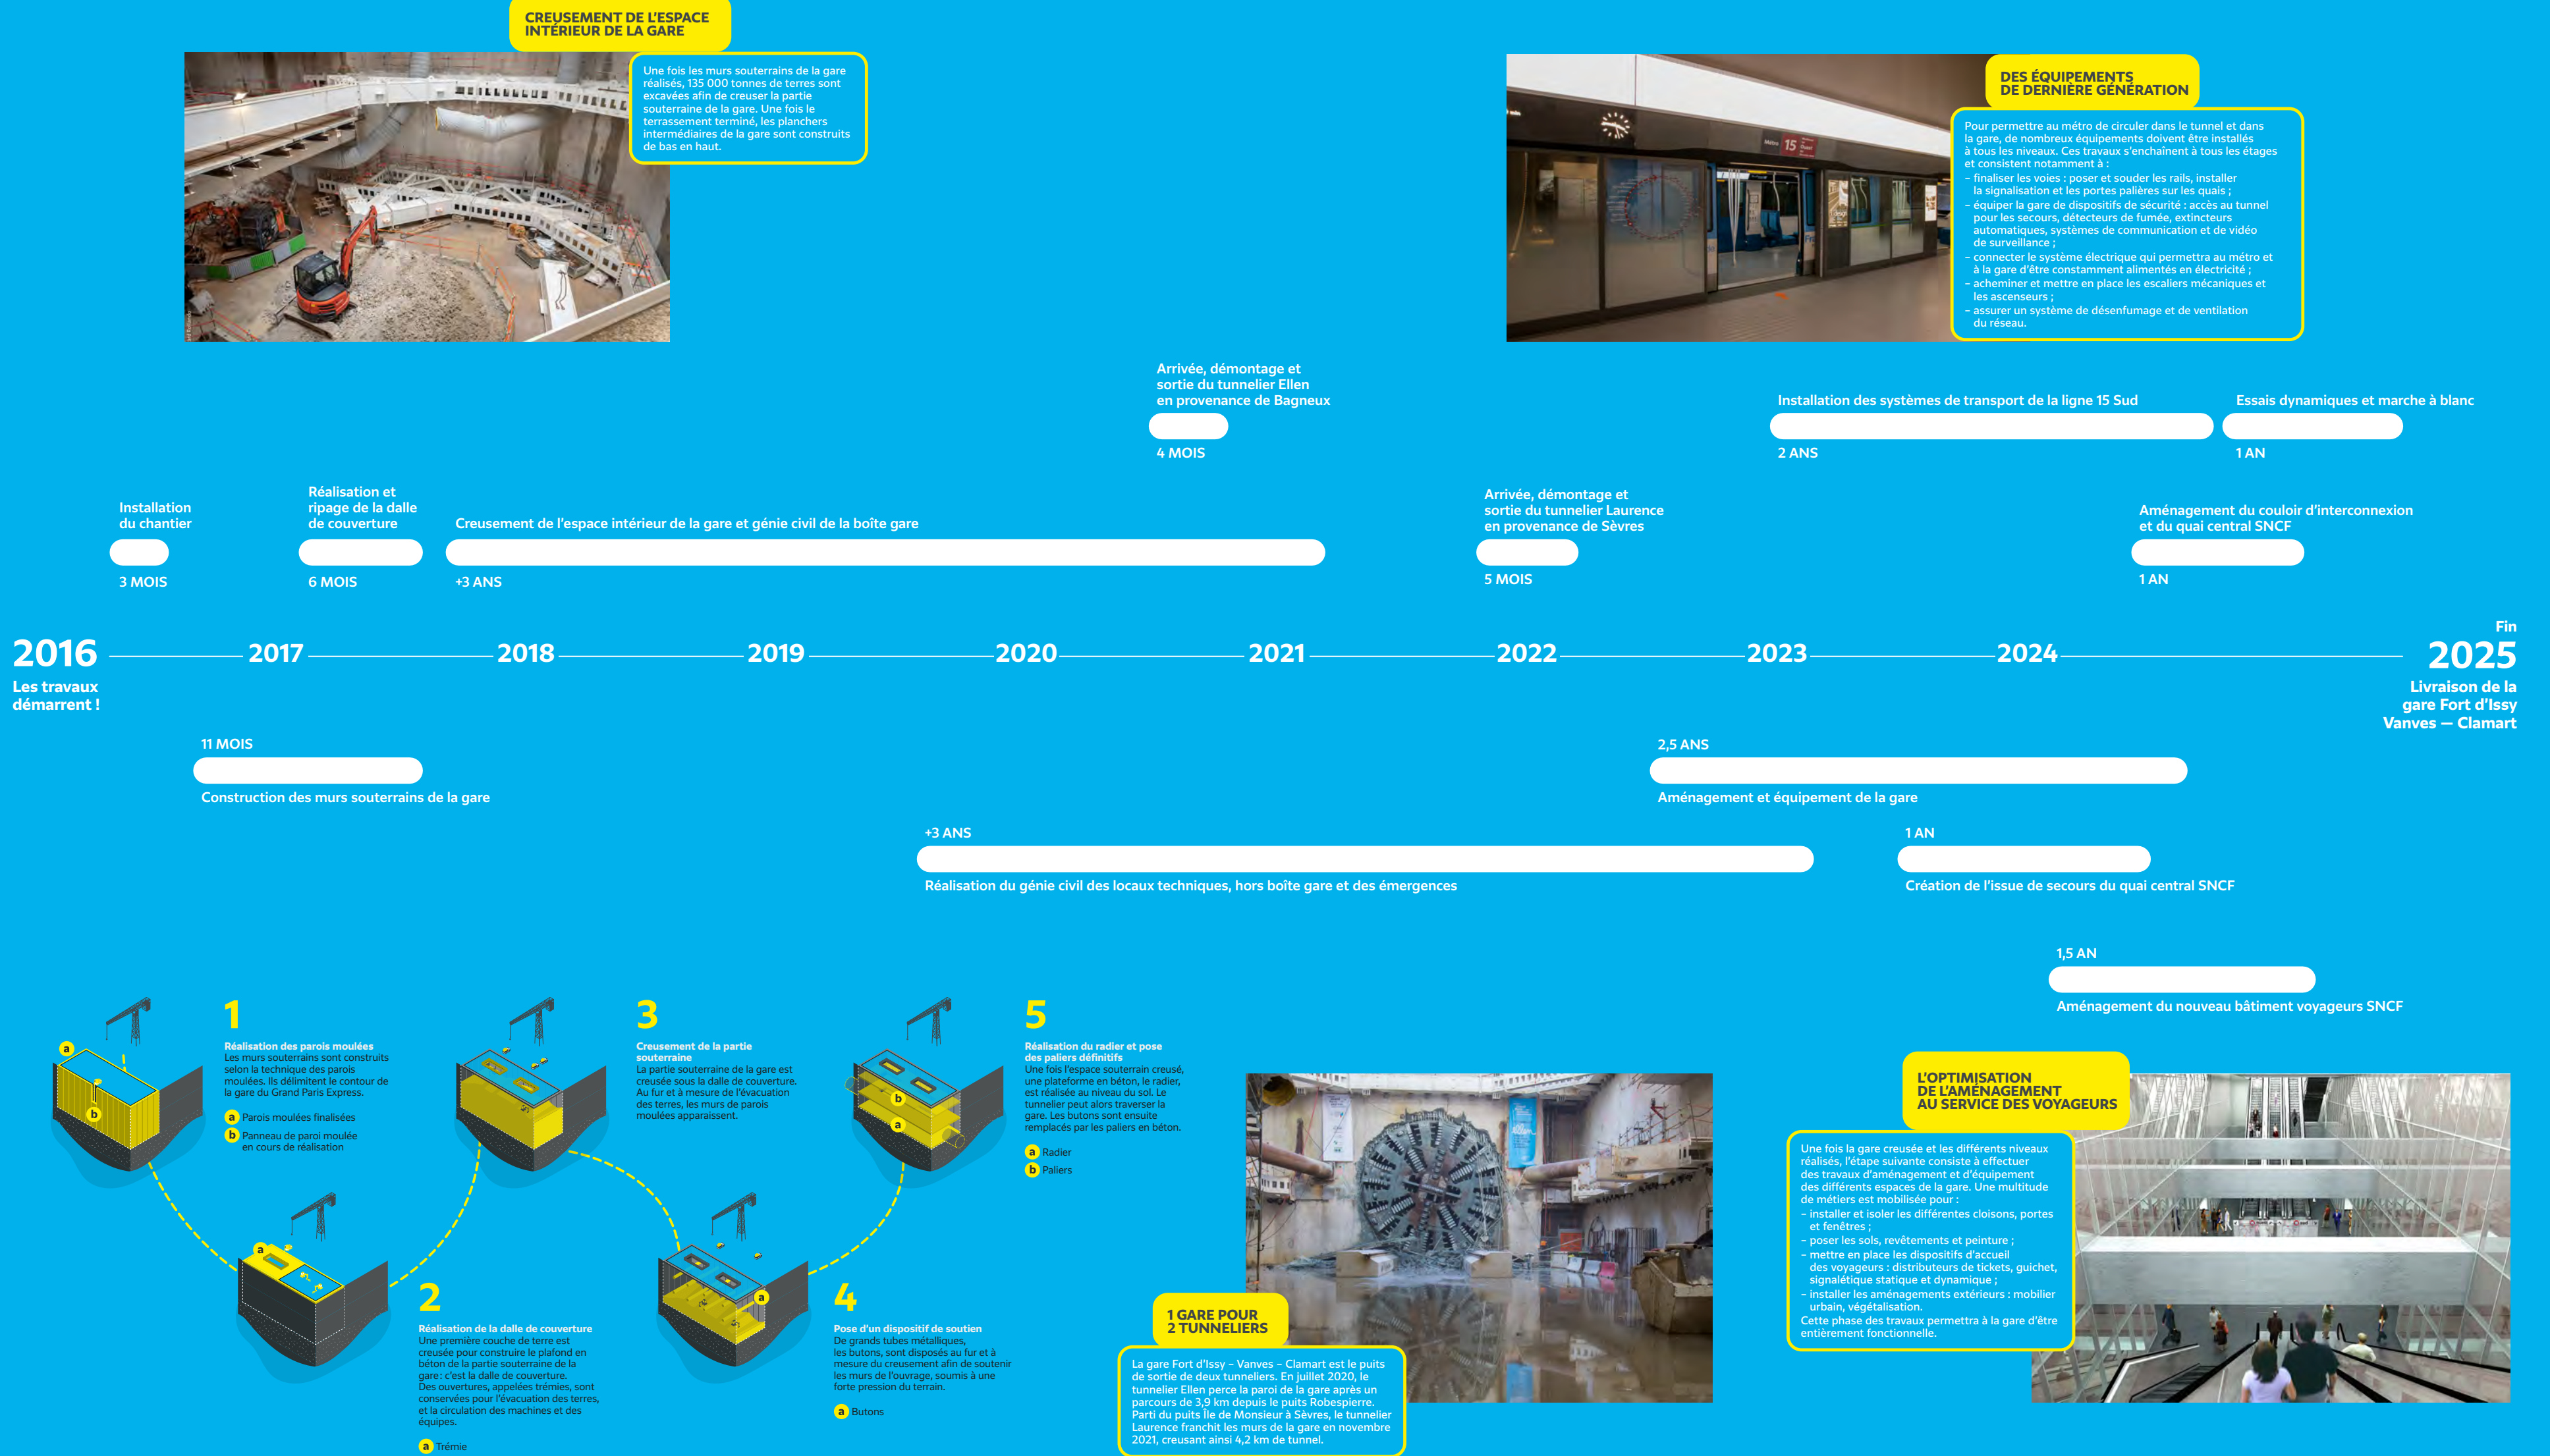 CREUSEMENT DE L'ESPACE
INTÉRIEUR DE LA GARE
Une fois les murs souterrains de la gare
réalisés, 135 000 tonnes de terres sont
excavées afin de creuser la partie
souterraine de la gare. Une fois le
terrassement terminé, les planchers
intermédiaires de la gare sont construits
de bas en haut.
DES ÉQUIPEMENTS
DE DERNIÈRE GÉNÉRATION
Pour permettre au métro de circuler dans le tunnel et dans
la gare, de nombreux équipements doivent être installés
à tous les niveaux. Ces travaux s'enchaînent à tous les étages
et consistent notamment à :
– finaliser les voies : poser et souder les rails, installer
la signalisation et les portes palières sur les quais ;
– équiper la gare de dispositifs de sécurité : accès au tunnel
pour les secours, détecteurs de fumée, extincteurs
automatiques, systèmes de communication et de vidéo
de surveillance ;
– connecter le système électrique qui permettra au métro et
à la gare d'être constamment alimentés en électricité ;
– acheminer et mettre en place les escaliers mécaniques et
les ascenseurs ;
– assurer un système de désenfumage et de ventilation
du réseau.
Métro 15
Arrivée, démontage et
sortie du tunnelier Ellen
en provenance de Bagneux
4 MOIS
Installation des systèmes de transport de la ligne 15 Sud
2 ANS
Essais dynamiques et marche à blanc
1 AN
Installation
du chantier
3 MOIS
Réalisation et
ripage de la dalle
de couverture
6 MOIS
Creusement de l'espace intérieur de la gare et génie civil de la boîte gare
+3 ANS
Arrivée, démontage et
sortie du tunnelier Laurence
en provenance de Sèvres
5 MOIS
Aménagement du couloir d'interconnexion
et du quai central SNCF
1 AN
2016
Les travaux
démarrent !
2017
2018
2019
2020
2021
2022
2023
2024
Fin
2025
Livraison de la
gare Fort d'Issy
Vanves — Clamart
11 MOIS
Construction des murs souterrains de la gare
2,5 ANS
Aménagement et équipement de la gare
+3 ANS
Réalisation du génie civil des locaux techniques, hors boîte gare et des émergences
1 AN
Création de l'issue de secours du quai central SNCF
1,5 AN
Aménagement du nouveau bâtiment voyageurs SNCF
a
b
1
Réalisation des parois moulées
Les murs souterrains sont construits
selon la technique des parois
moulées. Ils délimitent le contour de
la gare du Grand Paris Express.
a Parois moulées finalisées
b Panneau de paroi moulée
en cours de réalisation
a
2
Réalisation de la dalle de couverture
Une première couche de terre est
creusée pour construire le plafond en
béton de la partie souterraine de la
gare : c'est la dalle de couverture.
Des ouvertures, appelées trémies, sont
conservées pour l'évacuation des terres,
et la circulation des machines et des
équipes.
a Trémie
3
Creusement de la partie
souterraine
La partie souterraine de la gare est
creusée sous la dalle de couverture.
Au fur et à mesure de l'évacuation
des terres, les murs de parois
moulées apparaissent.
a
4
Pose d'un dispositif de soutien
De grands tubes métalliques,
les butons, sont disposés au fur et à
mesure du creusement afin de soutenir
les murs de l'ouvrage, soumis à une
forte pression du terrain.
a Butons
b
a
5
Réalisation du radier et pose
des paliers définitifs
Une fois l'espace souterrain creusé,
une plateforme en béton, le radier,
est réalisée au niveau du sol. Le
tunnelier peut alors traverser la
gare. Les butons sont ensuite
remplacés par les paliers en béton.
a Radier
b Paliers
1 GARE POUR
2 TUNNELIERS
La gare Fort d'Issy – Vanves – Clamart est le puits
de sortie de deux tunneliers. En juillet 2020, le
tunnelier Ellen perce la paroi de la gare après un
parcours de 3,9 km depuis le puits Robespierre.
Parti du puits Île de Monsieur à Sèvres, le tunnelier
Laurence franchit les murs de la gare en novembre
2021, creusant ainsi 4,2 km de tunnel.
L'OPTIMISATION
DE L'AMÉNAGEMENT
AU SERVICE DES VOYAGEURS
Une fois la gare creusée et les différents niveaux
réalisés, l'étape suivante consiste à effectuer
des travaux d'aménagement et d'équipement
des différents espaces de la gare. Une multitude
de métiers est mobilisée pour :
– installer et isoler les différentes cloisons, portes
et fenêtres ;
– poser les sols, revêtements et peinture ;
– mettre en place les dispositifs d'accueil
des voyageurs : distributeurs de tickets, guichet,
signalétique statique et dynamique ;
– installer les aménagements extérieurs : mobilier
urbain, végétalisation.
Cette phase des travaux permettra à la gare d'être
entièrement fonctionnelle.